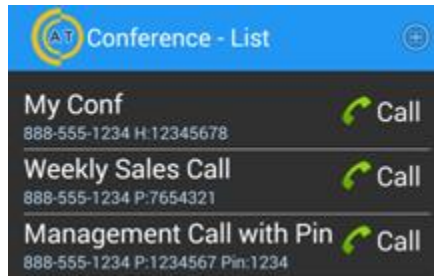 AT Conference - List
My Conf Call
888-555-1234 H:12345678
Weekly Sales Call Call
888-555-1234 P:7654321
Management Call with Pin Call
888-555-1234 P:1234567 Pin:1234